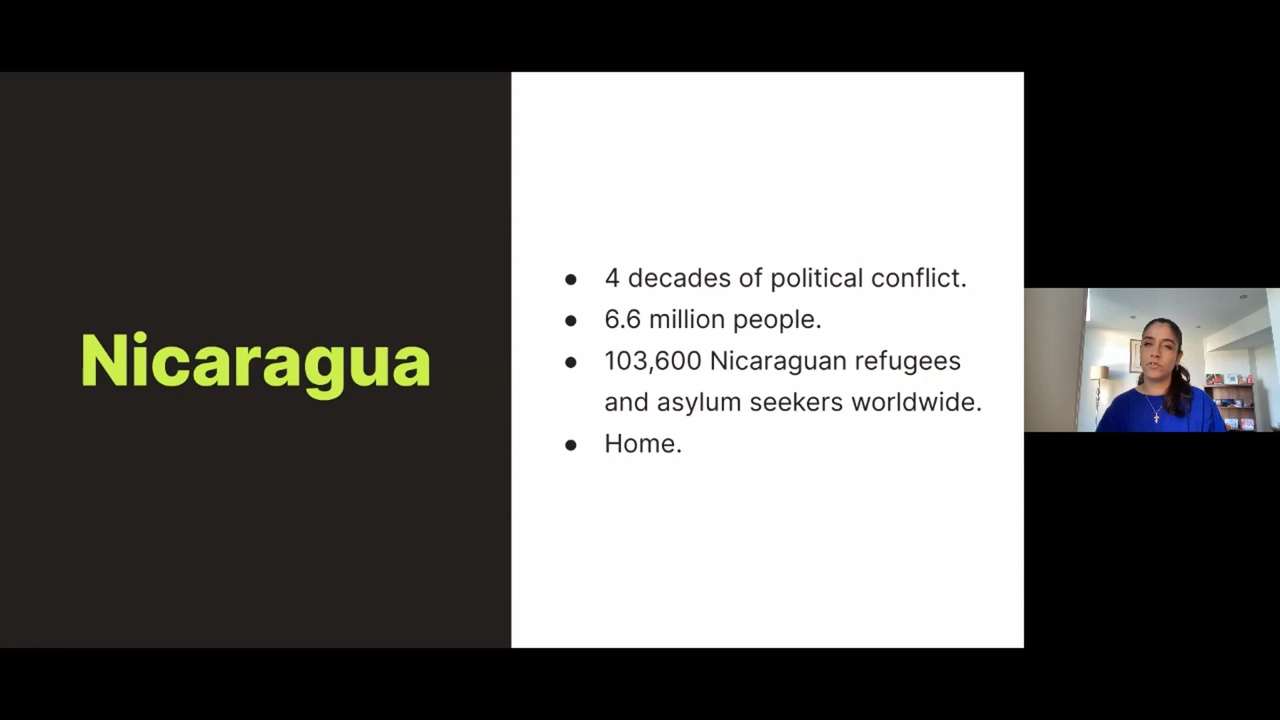 Nicaragua
● 4 decades of political conflict.
● 6.6 million people.
● 103,600 Nicaraguan refugees
and asylum seekers worldwide.
● Home.